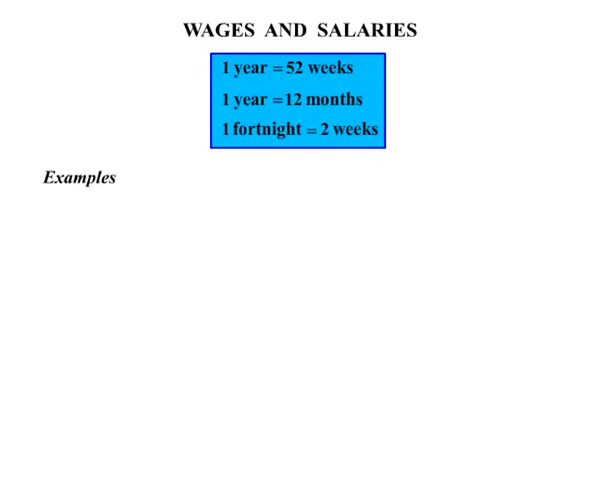 WAGES AND SALARIES
1 year = 52 weeks
1 year = 12 months
1 fortnight = 2 weeks
Examples